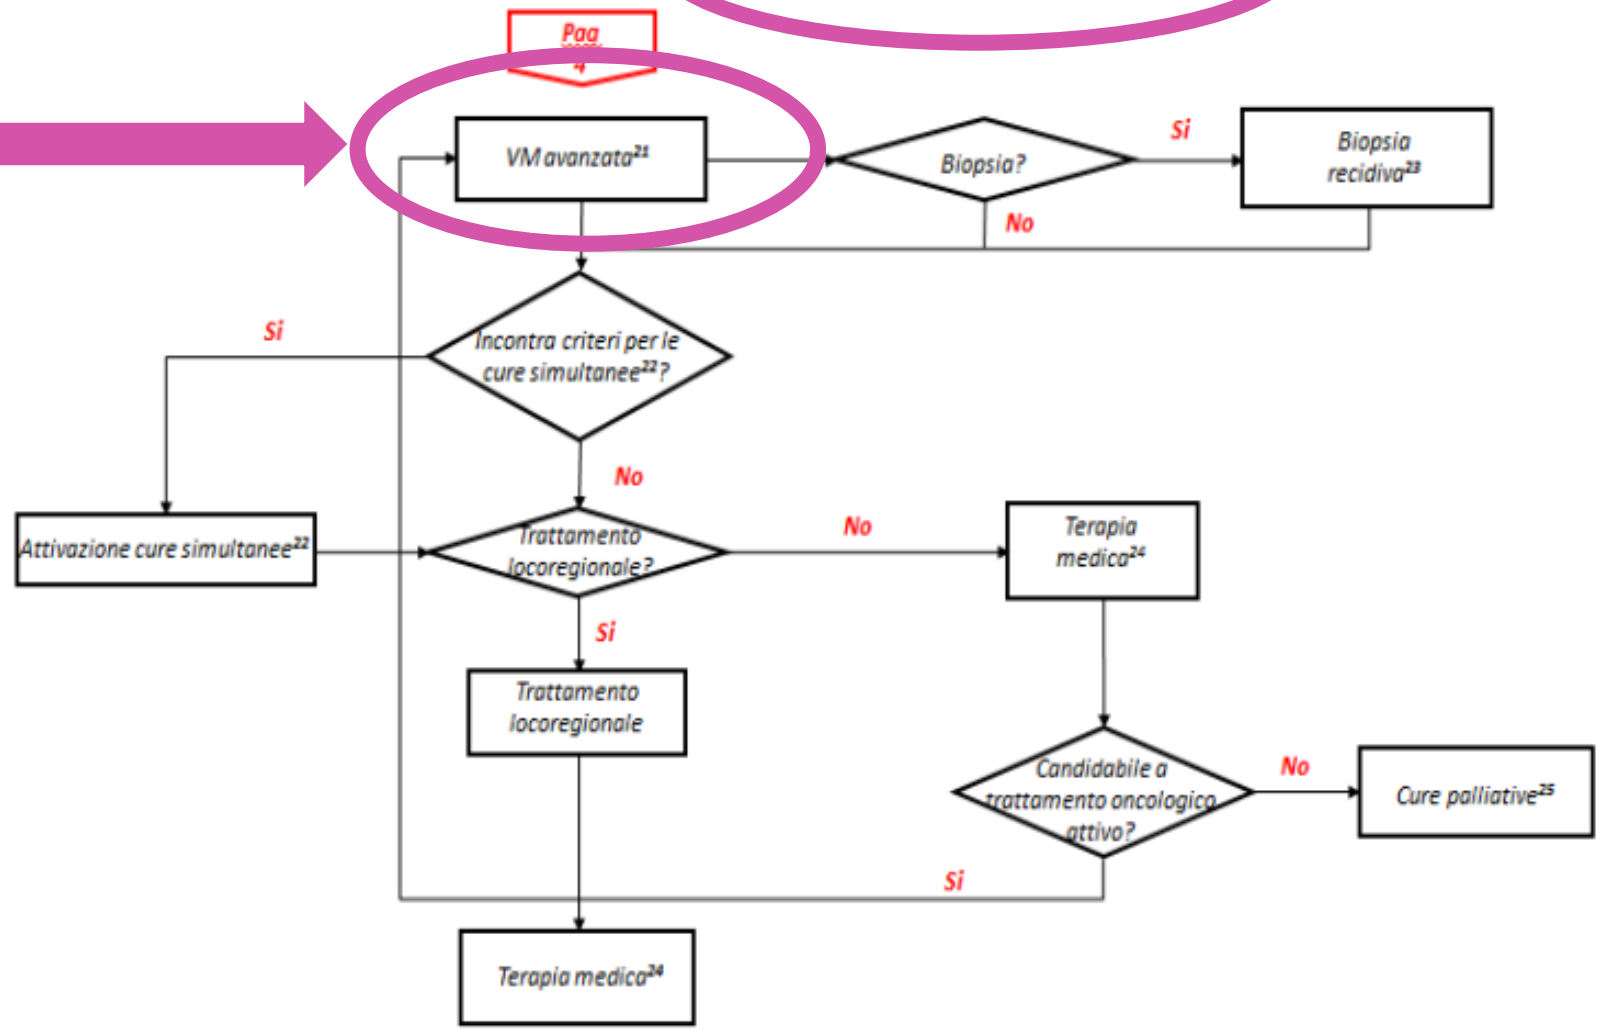 Pag
4
VM avanzata²¹
Biopsia?
Si
Biopsia
recidiva²³
No
Incontra criteri per le
cure simultanee²²?
Si
No
Attivazione cure simultanee²²
Trattamento
locoregionale?
No
Terapia
medica²⁴
Si
Trattamento
locoregionale
Candidabile a
trattamento oncologico
attivo?
No
Cure palliative²⁵
Si
Terapia medica²⁴